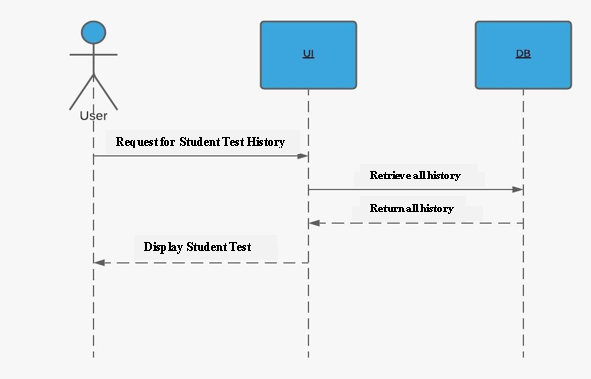 UI
DB
User
Request for Student Test History
Retrieve all history
Return all history
Display Student Test